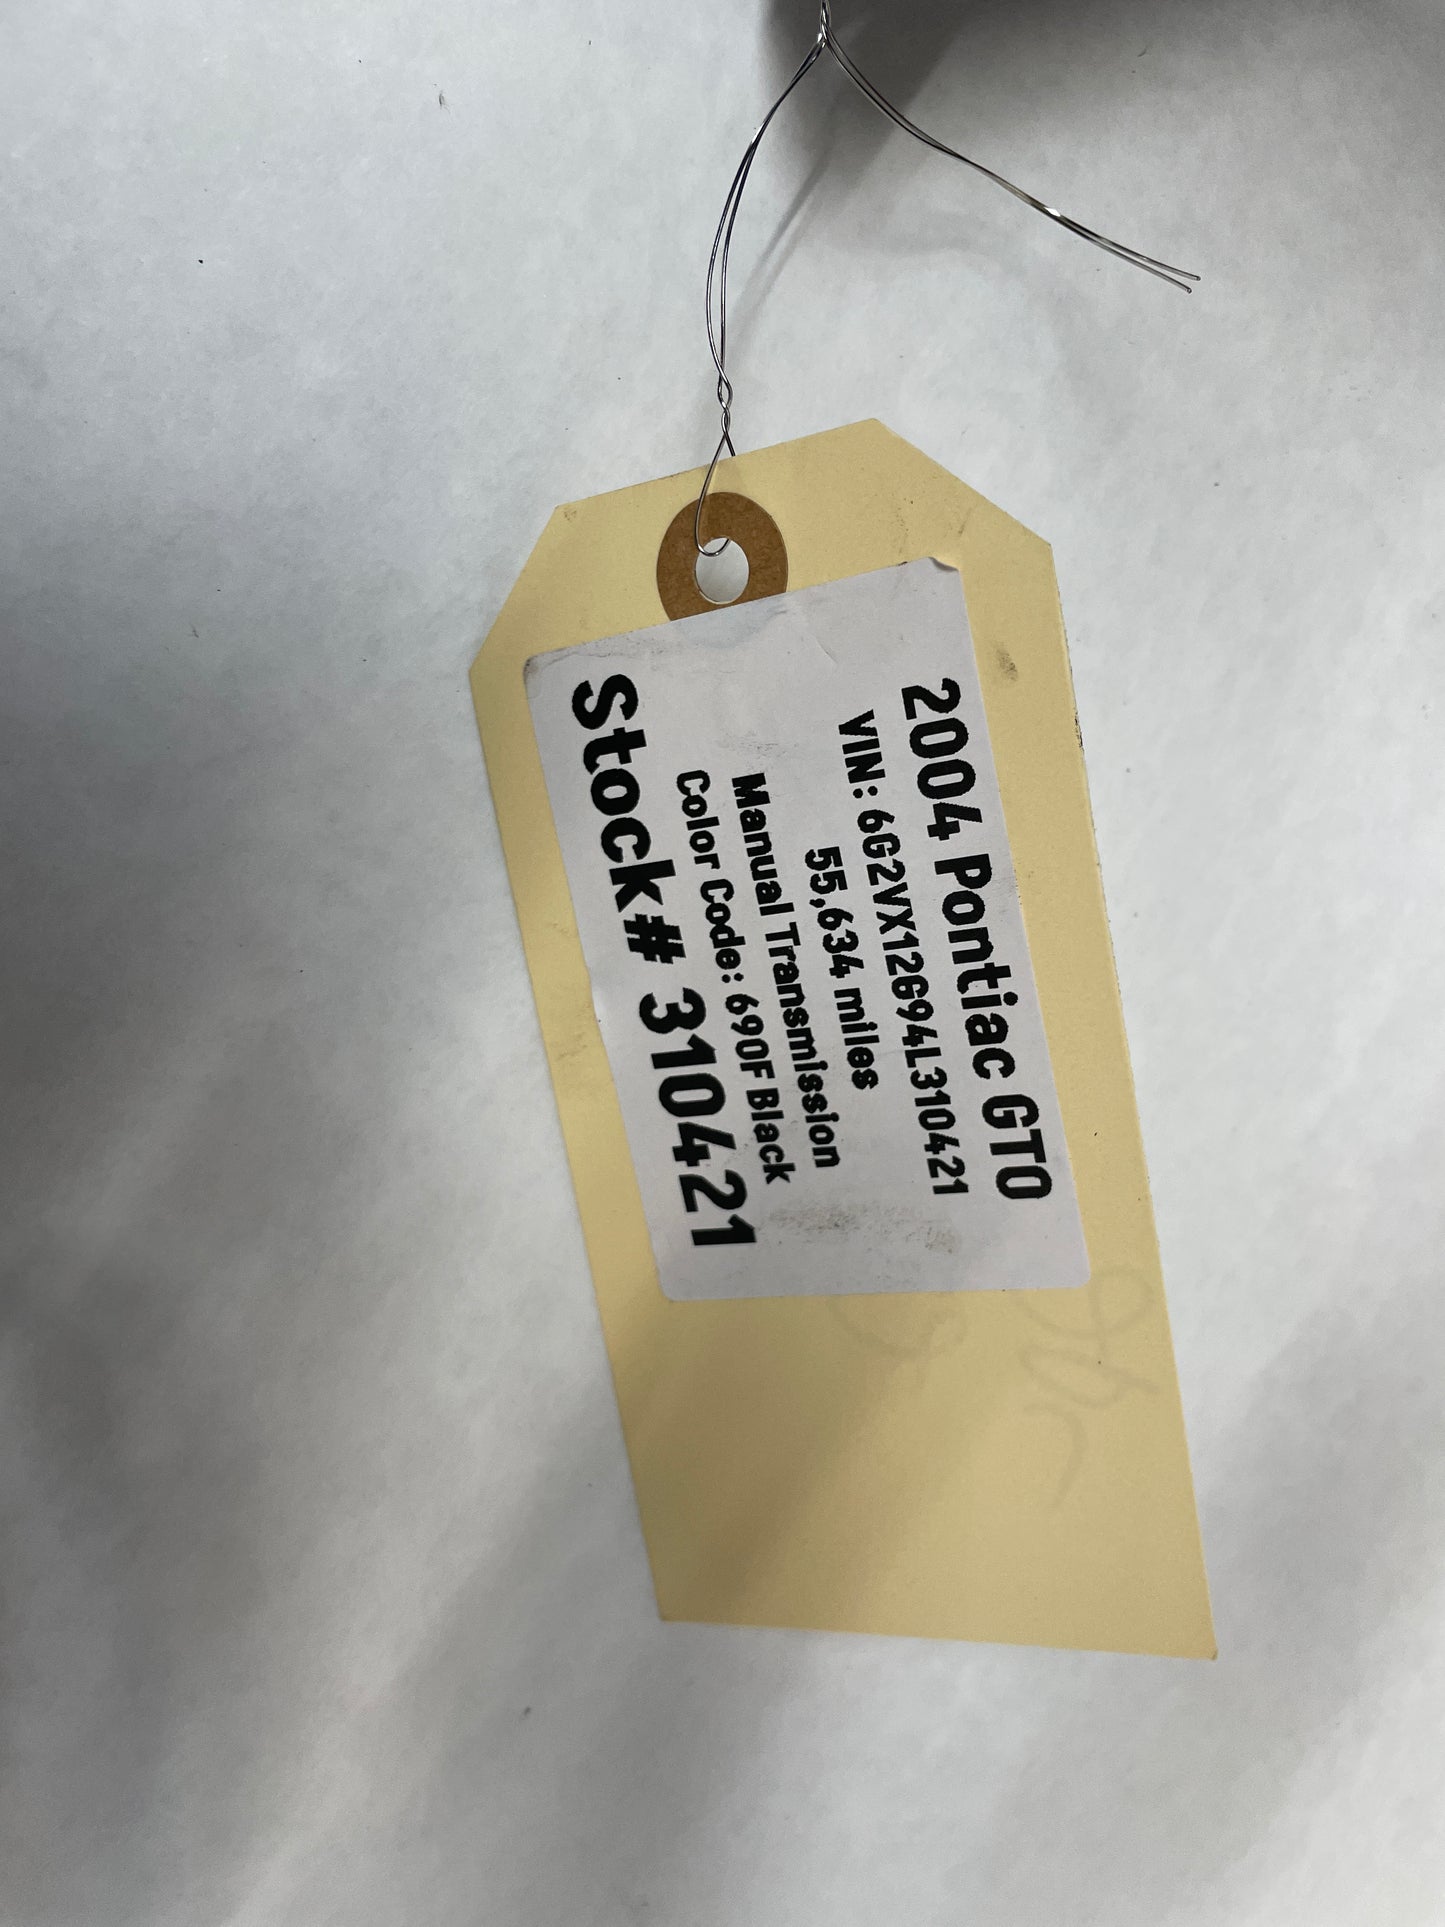 2004 Pontiac GTO
VIN: 6G2VX12G94L310421
55,634 miles
Manual Transmission
Color Code: 690F Black
Stock# 310421